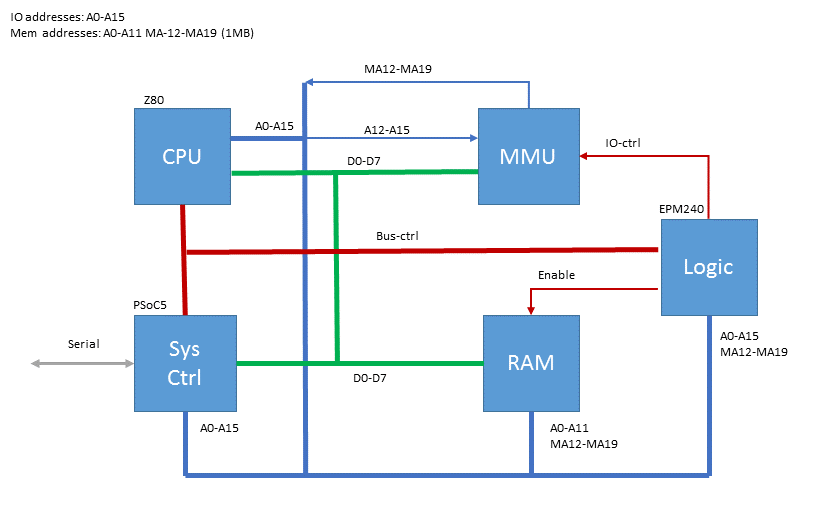 IO addresses: A0-A15
Mem addresses: A0-A11 MA-12-MA19 (1MB)
MA12-MA19
Z80
A0-A15
A12-A15
CPU
MMU
IO-ctrl
D0-D7
EPM240
Bus-ctrl
Logic
Enable
PSoC5
Serial
Sys
Ctrl
RAM
A0-A15
MA12-MA19
D0-D7
A0-A15
A0-A11
MA12-MA19